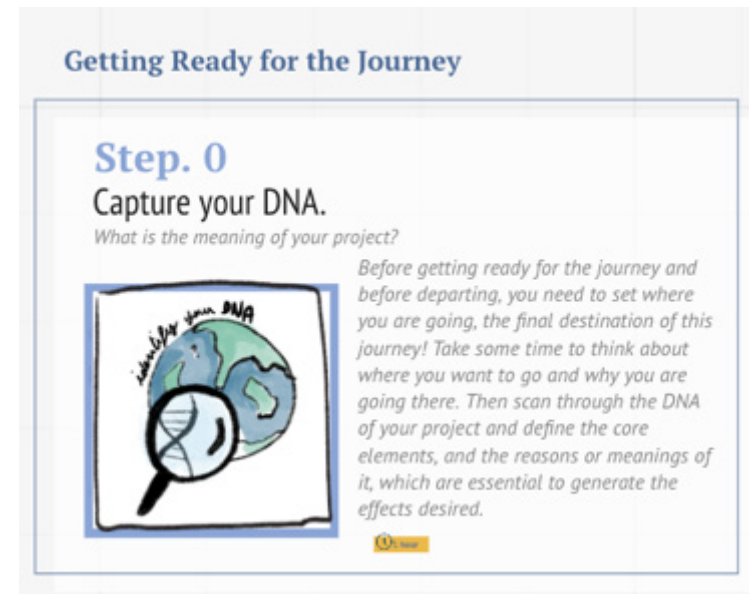 Getting Ready for the Journey
Step. 0
Capture your DNA.
What is the meaning of your project?
identify your DNA
Before getting ready for the journey and
before departing, you need to set where
you are going, the final destination of this
journey! Take some time to think about
where you want to go and why you are
going there. Then scan through the DNA
of your project and define the core
elements, and the reasons or meanings of
it, which are essential to generate the
effects desired.
hour